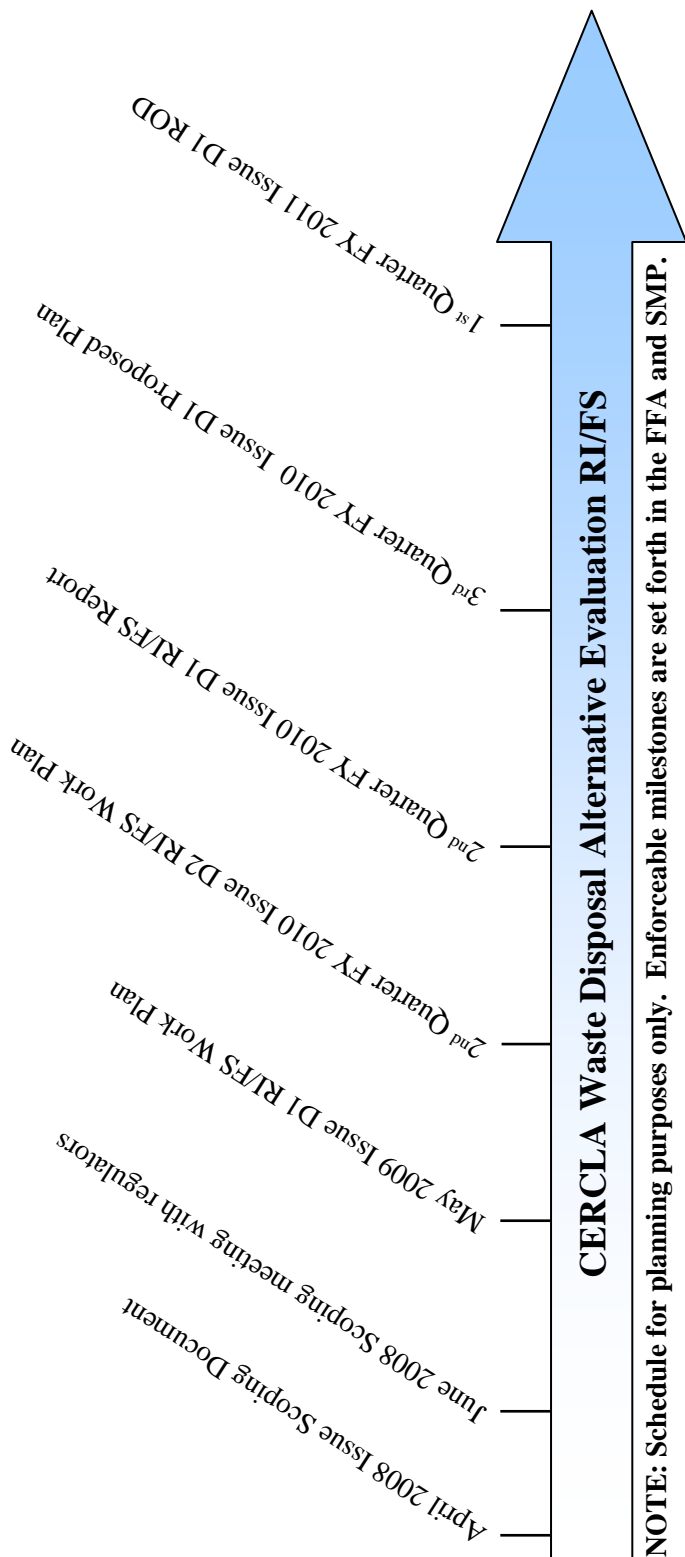 April 2008 Issue Scoping Document
June 2008 Scoping meeting with regulators
May 2009 Issue D1 RI/FS Work Plan
2nd Quarter FY 2010 Issue D2 RI/FS Work Plan
2nd Quarter FY 2010 Issue D1 RI/FS Report
3rd Quarter FY 2010 Issue D1 Proposed Plan
1st Quarter FY 2011 Issue D1 ROD
CERCLA Waste Disposal Alternative Evaluation RI/FS
NOTE: Schedule for planning purposes only. Enforceable milestones are set forth in the FFA and SMP.